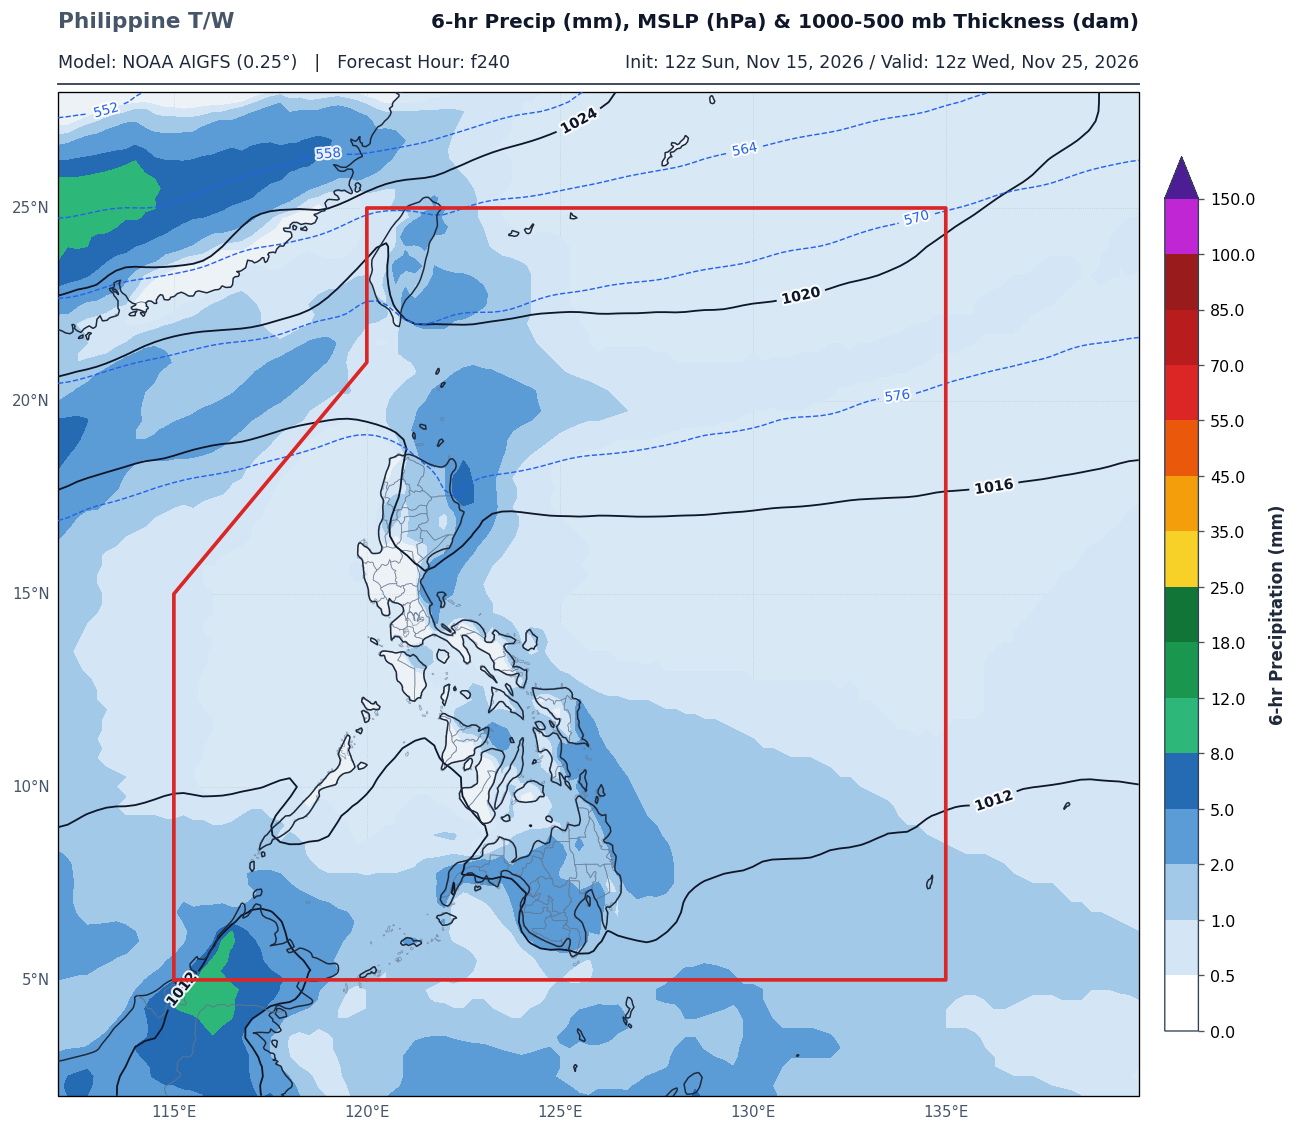 Philippine T/W
6-hr Precip (mm), MSLP (hPa) & 1000-500 mb Thickness (dam)
Model: NOAA AIGFS (0.25°)   |   Forecast Hour: f240
Init: 12z Sun, Nov 15, 2026 / Valid: 12z Wed, Nov 25, 2026
552
1024
558
564
570
1020
576
1016
1012
1012
25°N
20°N
15°N
10°N
5°N
115°E
120°E
125°E
130°E
135°E
150.0
100.0
85.0
70.0
55.0
45.0
35.0
25.0
18.0
12.0
8.0
5.0
2.0
1.0
0.5
0.0
6-hr Precipitation (mm)